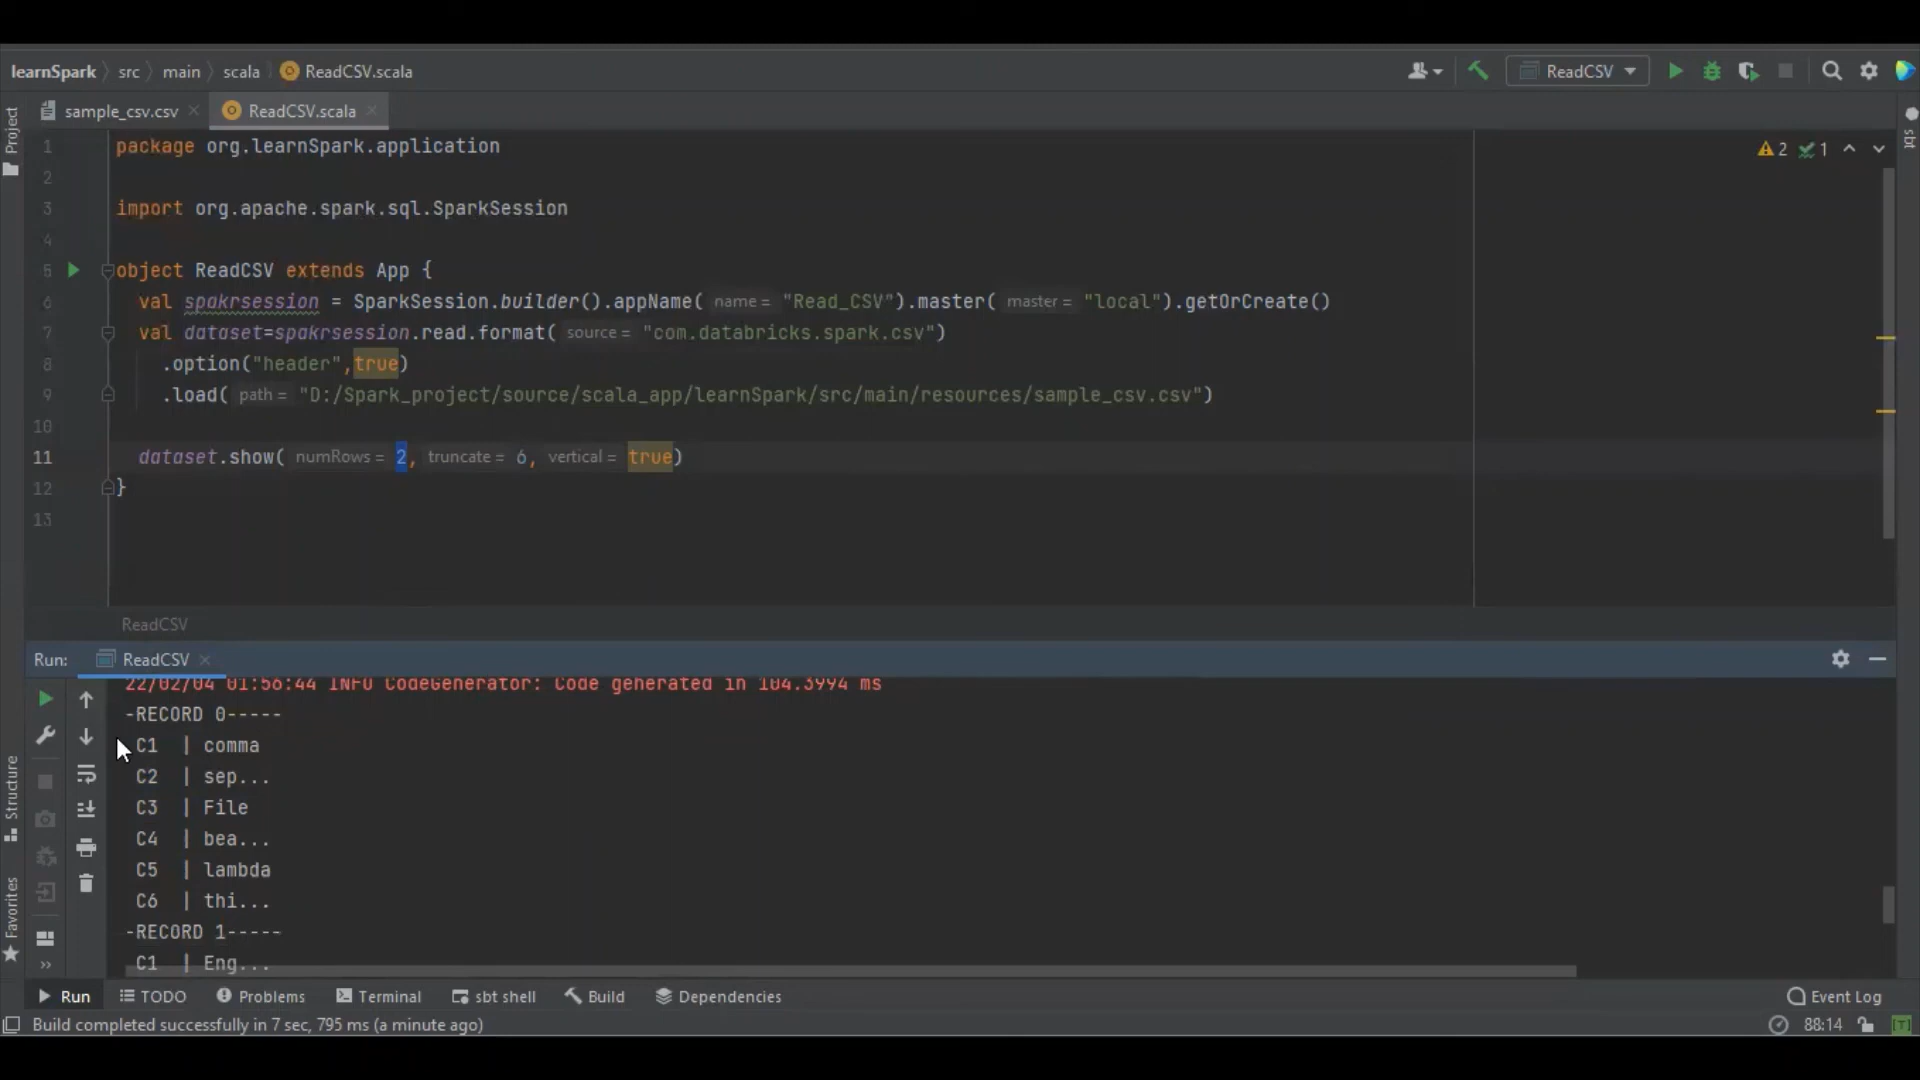 learnSpark src main scala ReadCSV.scala ReadCSV
sample_csv.csv ReadCSV.scala
Project
sbt
1 package org.learnSpark.application
2 1
2
3 import org.apache.spark.sql.SparkSession
4
5 object ReadCSV extends App {
6 val spakrsession = SparkSession.builder().appName( name = "Read_CSV").master( master = "local").getOrCreate()
7 val dataset=spakrsession.read.format( source = "com.databricks.spark.csv")
8 .option("header",true)
9 .load( path = "D:/Spark_project/source/scala_app/learnSpark/src/main/resources/sample_csv.csv")
10
11 dataset.show( numRows = 2, truncate = 6, vertical = true)
12 }
13
ReadCSV
Run: ReadCSV
22/02/04 01:56:44 INFO CodeGenerator: Code generated in 104.3994 ms
-RECORD 0-----
C1 | comma
C2 | sep...
C3 | File
C4 | bea...
C5 | lambda
C6 | thi...
-RECORD 1-----
C1 | Eng...
Structure
Favorites
Run TODO Problems Terminal sbt shell Build Dependencies Event Log
Build completed successfully in 7 sec, 795 ms (a minute ago) 88:14 [T]